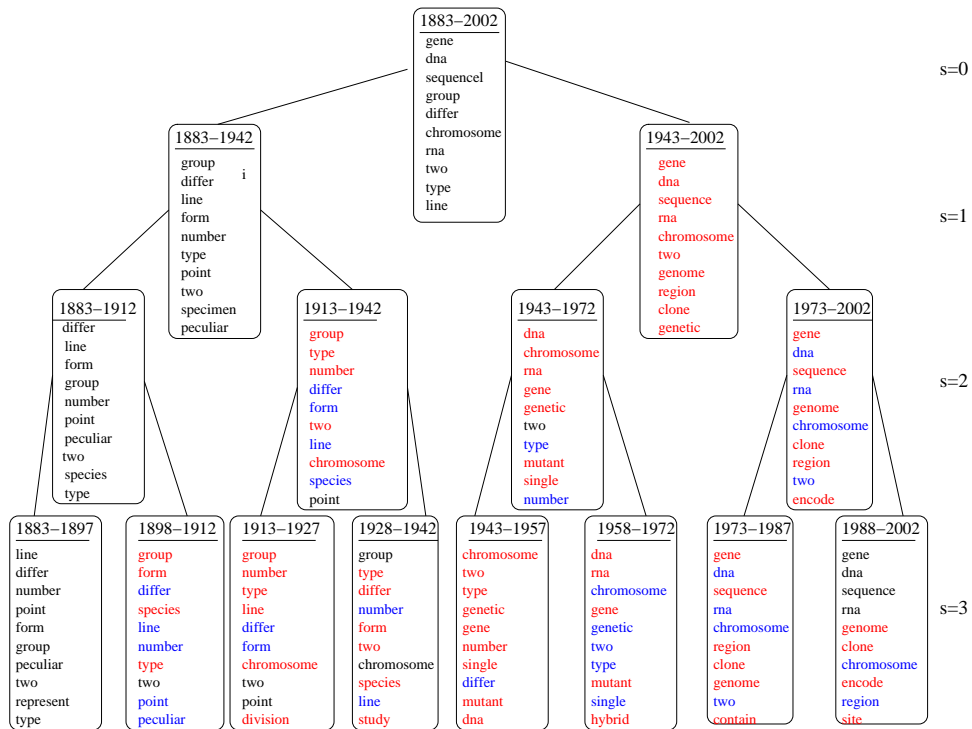 1883−2002
gene
dna
sequencel
group
differ
chromosome
rna
two
type
line
s=0
1883−1942
group
differ
i
line
form
number
type
point
two
specimen
peculiar
1943−2002
gene
dna
sequence
rna
chromosome
two
genome
region
clone
genetic
s=1
1883−1912
differ
line
form
group
number
point
peculiar
two
species
type
1913−1942
group
type
number
differ
form
two
line
chromosome
species
point
1943−1972
dna
chromosome
rna
gene
genetic
two
type
mutant
single
number
1973−2002
gene
dna
sequence
rna
genome
chromosome
clone
region
two
encode
s=2
1883−1897
line
differ
number
point
form
group
peculiar
two
represent
type
1898−1912
group
form
differ
species
line
number
type
two
point
peculiar
1913−1927
group
number
type
line
differ
form
chromosome
two
point
division
1928−1942
group
type
differ
number
form
two
chromosome
species
line
study
1943−1957
chromosome
two
type
genetic
gene
number
single
differ
mutant
dna
1958−1972
dna
rna
chromosome
gene
genetic
two
type
mutant
single
hybrid
1973−1987
gene
dna
sequence
rna
chromosome
region
clone
genome
two
contain
1988−2002
gene
dna
sequence
rna
genome
clone
chromosome
encode
region
site
s=3